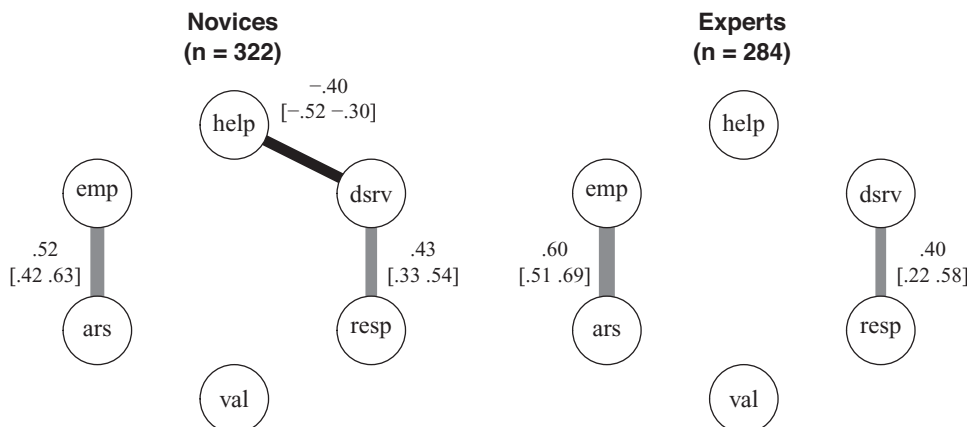 Novices
(n = 322)
−.40
[−.52 −.30]
help
emp
dsrv
.52
[.42 .63]
.43
[.33 .54]
ars
resp
val
Experts
(n = 284)
help
emp
dsrv
.60
[.51 .69]
.40
[.22 .58]
ars
resp
val